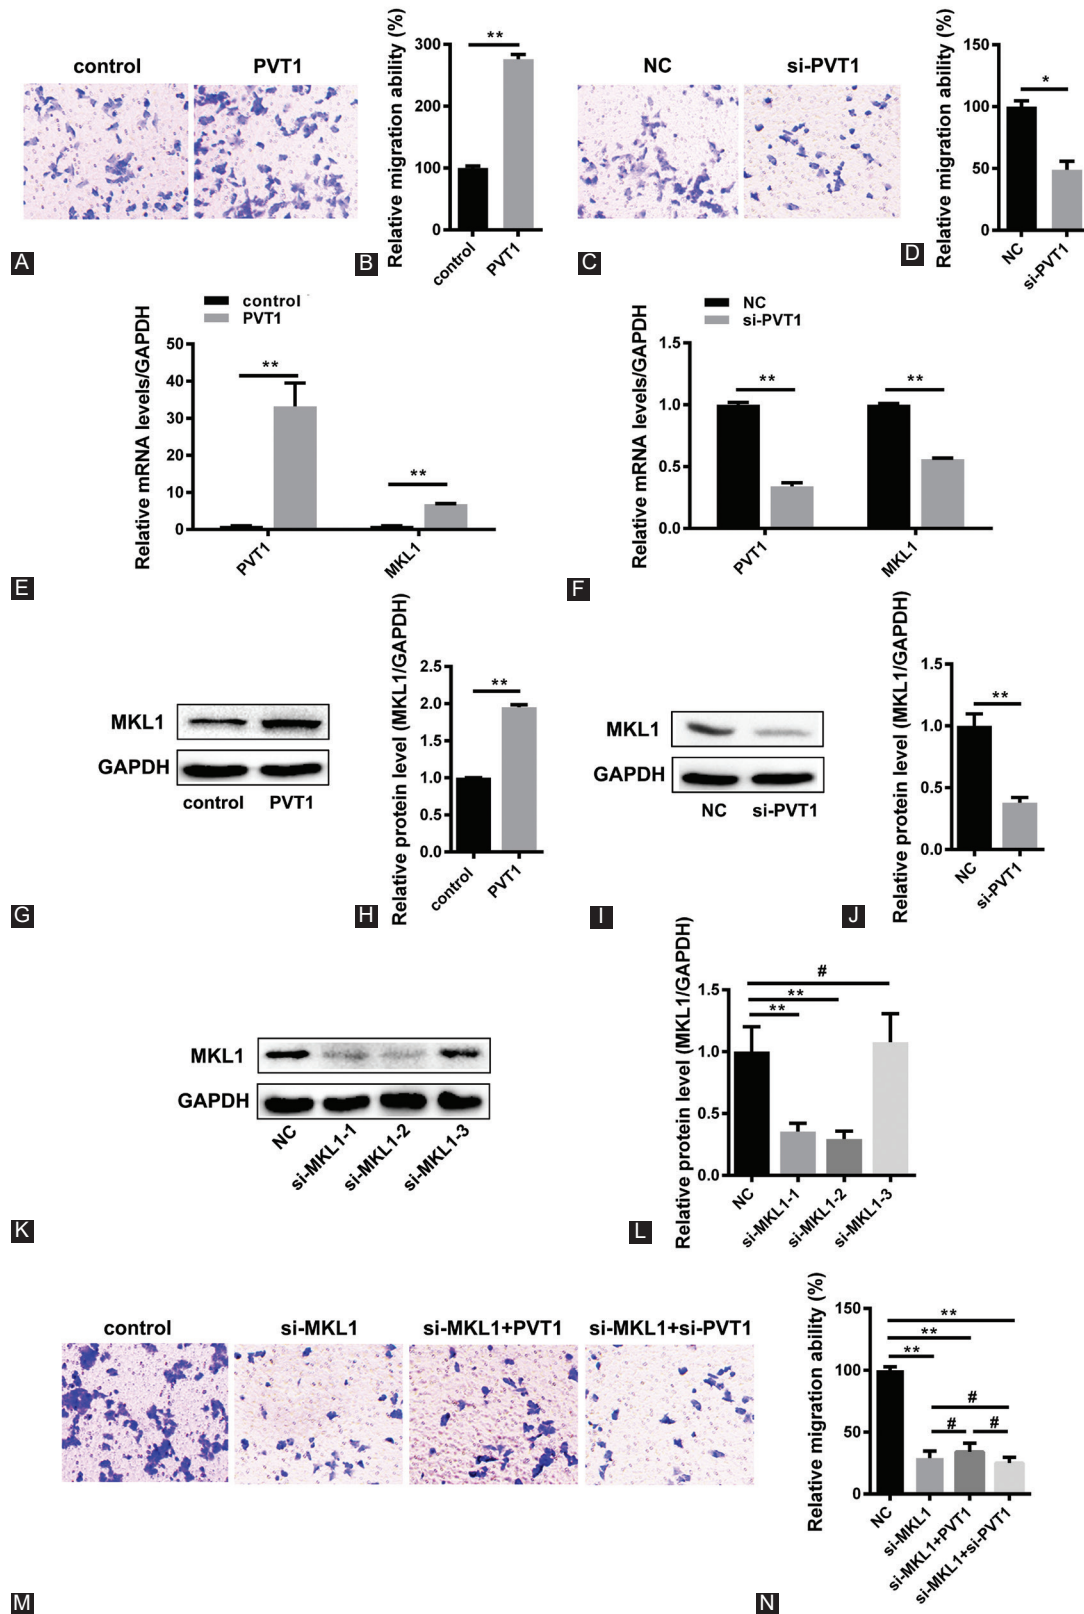 control PVT1
Relative migration ability (%)
300
200
100
0
**
control
PVT1
A
B
NC si-PVT1
Relative migration ability (%)
150
100
50
0
*
NC
si-PVT1
C
D
control
PVT1
Relative mRNA levels/GAPDH
50
40
30
20
10
0
**
**
PVT1
MKL1
E
NC
si-PVT1
Relative mRNA levels/GAPDH
1.5
1.0
0.5
0.0
**
**
PVT1
MKL1
F
MKL1
GAPDH
control PVT1
G
Relative protein level (MKL1/GAPDH)
2.5
2.0
1.5
1.0
0.5
0.0
**
control
PVT1
H
MKL1
GAPDH
NC si-PVT1
I
Relative protein level (MKL1/GAPDH)
1.5
1.0
0.5
0.0
**
NC
si-PVT1
J
MKL1
GAPDH
NC
si-MKL1-1
si-MKL1-2
si-MKL1-3
K
Relative protein level (MKL1/GAPDH)
1.5
1.0
0.5
0.0
#
**
**
NC
si-MKL1-1
si-MKL1-2
si-MKL1-3
L
control si-MKL1 si-MKL1+PVT1 si-MKL1+si-PVT1
M
Relative migration ability (%)
150
100
50
0
**
**
**
#
# #
NC
si-MKL1
si-MKL1+PVT1
si-MKL1+si-PVT1
N